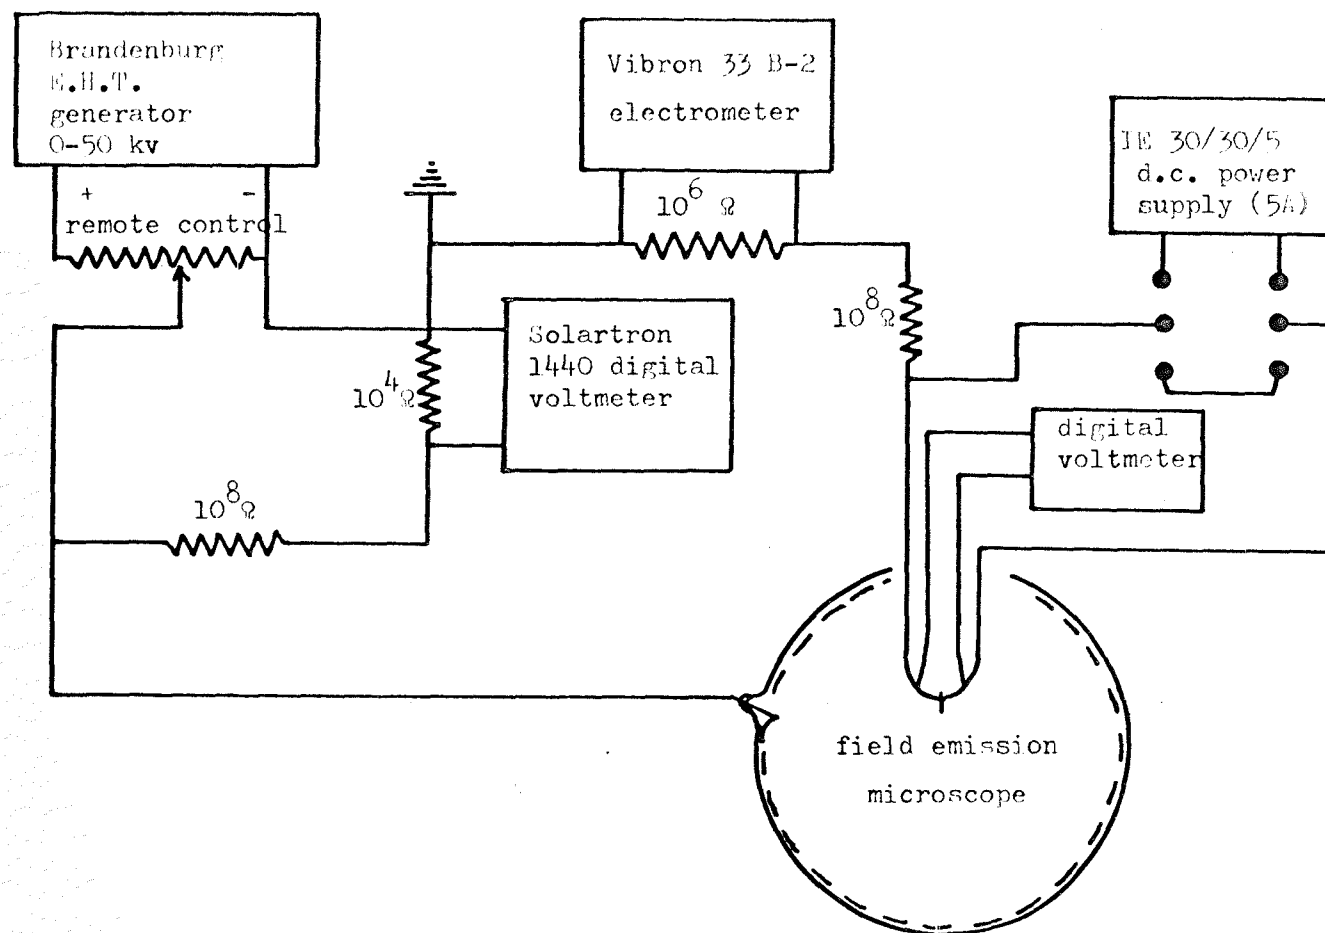 Brandenburg
E.H.T.
generator
0-50 kv
+ -
remote control
Vibron 33 B-2
electrometer
10⁶ Ω
IE 30/30/5
d.c. power
supply (5A)
10⁸Ω
Solartron
1440 digital
voltmeter
10⁴Ω
digital
voltmeter
10⁸Ω
field emission
microscope